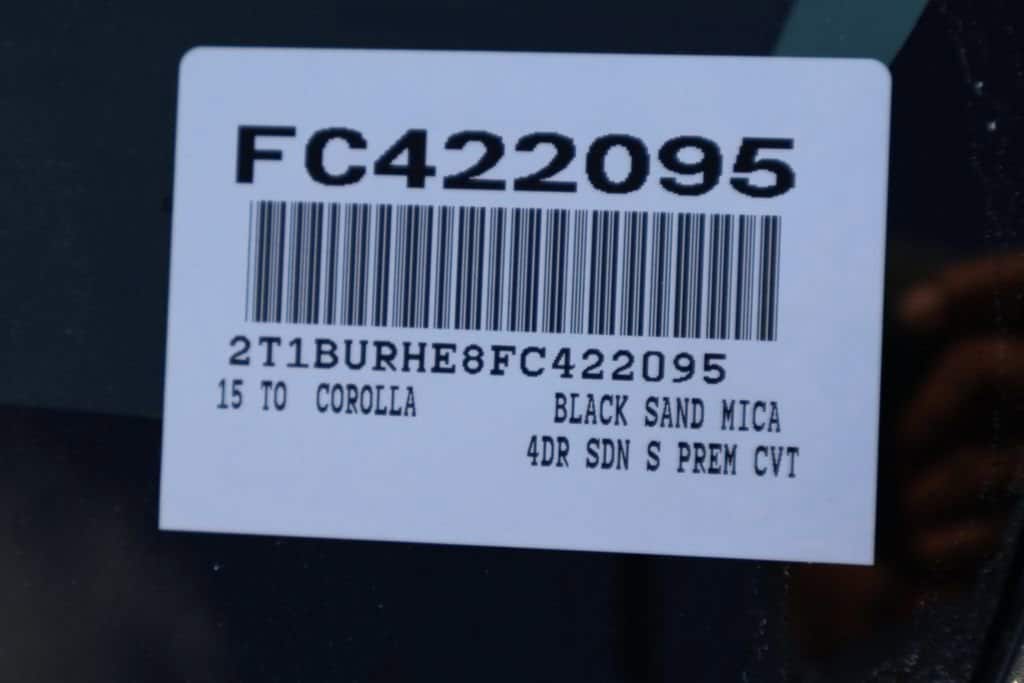 FC422095
2T1BURHE8FC422095
15 TO COROLLA BLACK SAND MICA
4DR SDN S PREM CVT